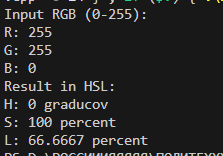 Input RGB (0-255):
R: 255
G: 255
B: 0
Result in HSL:
H: 0 graducov
S: 100 percent
L: 66.6667 percent